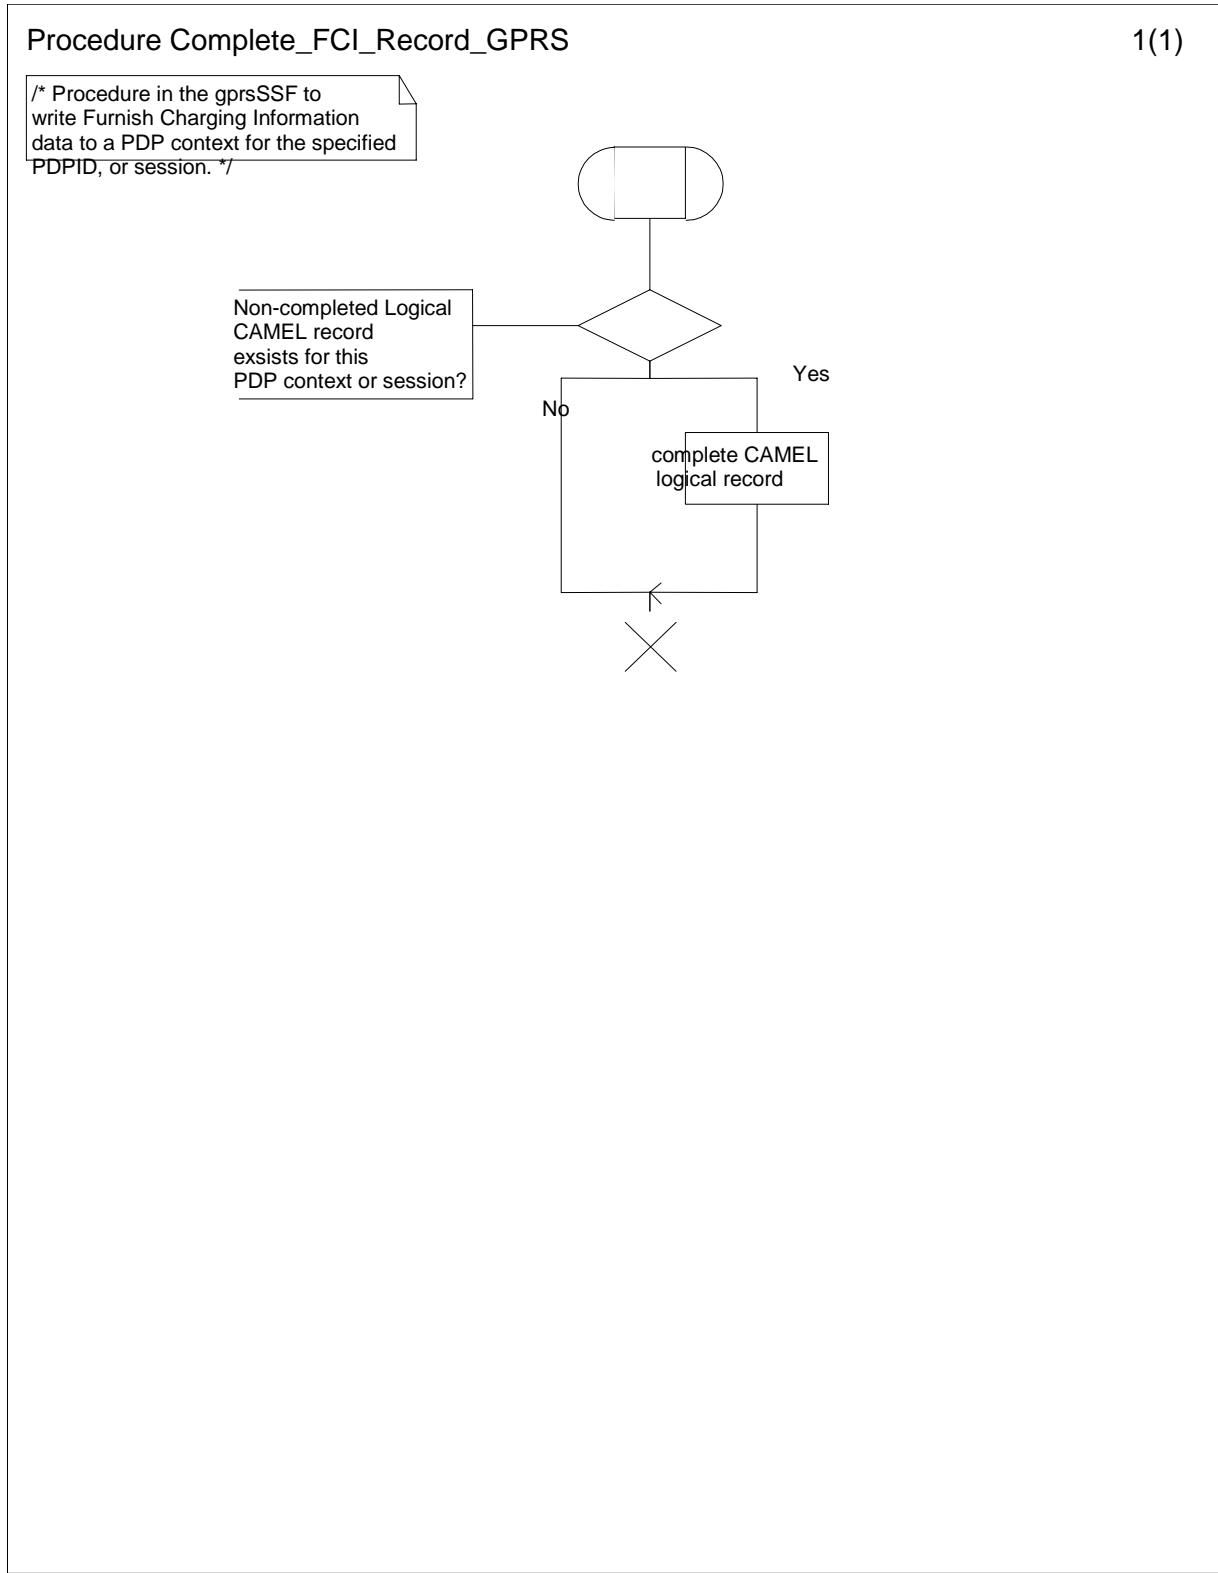 Procedure Complete_FCI_Record_GPRS
1(1)
/* Procedure in the gprsSSF to
write Furnish Charging Information
data to a PDP context for the specified
PDPID, or session. */
Non-completed Logical
CAMEL record
exsists for this
PDP context or session?
Yes
No
complete CAMEL
logical record